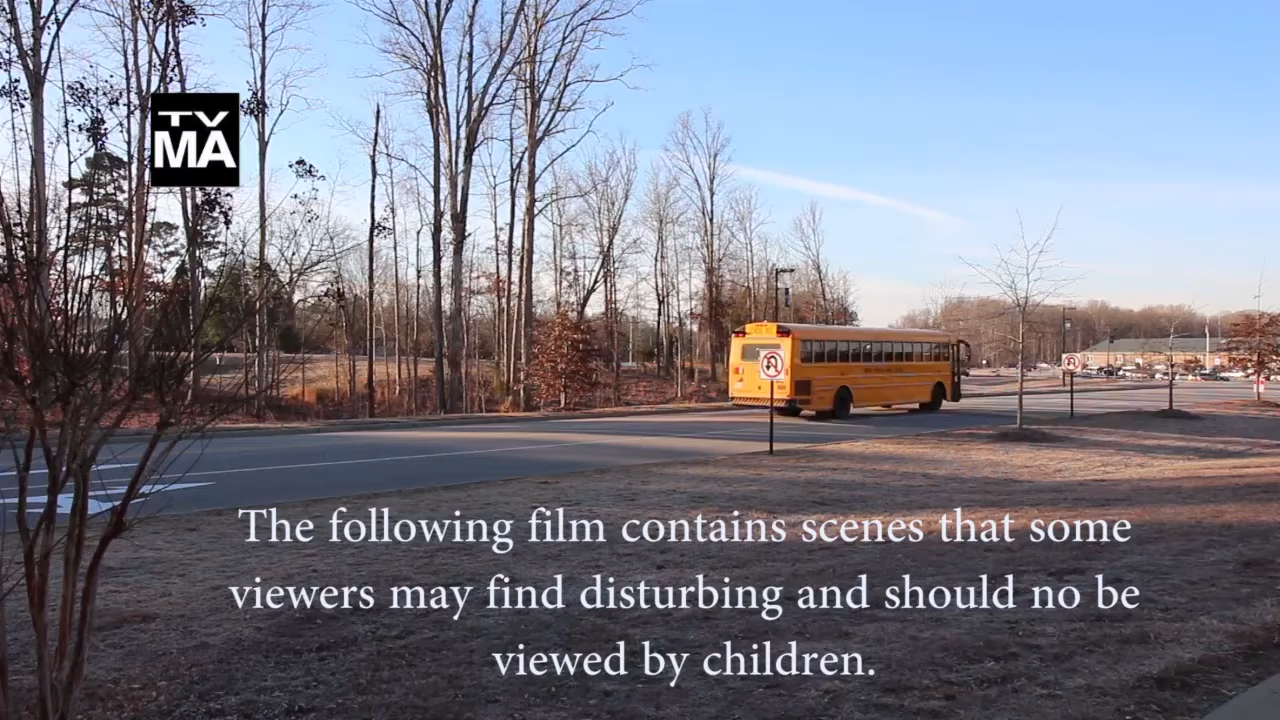 TV
MA
The following film contains scenes that some
viewers may find disturbing and should no be
viewed by children.